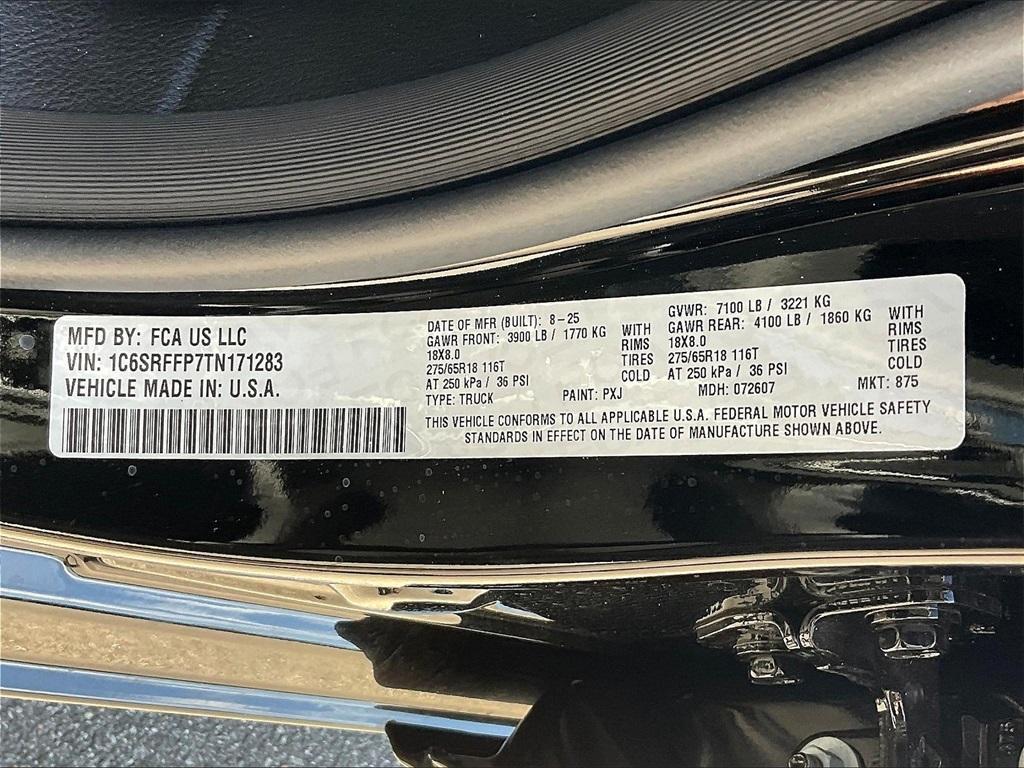 MFD BY: FCA US LLC
VIN: 1C6SRFFP7TN171283
VEHICLE MADE IN: U.S.A.
DATE OF MFR (BUILT): 8-25
GAWR FRONT: 3900 LB / 1770 KG
18X8.0
275/65R18 116T
AT 250 kPa / 36 PSI
WITH
RIMS
TIRES
COLD
TYPE: TRUCK
PAINT: PXJ
GVWR: 7100 LB / 3221 KG
GAWR REAR: 4100 LB / 1860 KG
18X8.0
275/65R18 116T
AT 250 kPa / 36 PSI
WITH
RIMS
TIRES
COLD
MDH: 072607
MKT: 875
THIS VEHICLE CONFORMS TO ALL APPLICABLE U.S.A. FEDERAL MOTOR VEHICLE SAFETY
STANDARDS IN EFFECT ON THE DATE OF MANUFACTURE SHOWN ABOVE.